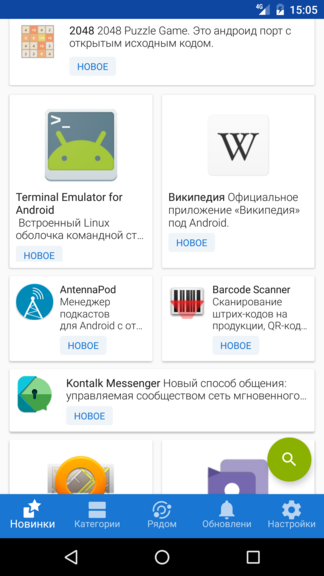 4G 15:05
2048 2048 Puzzle Game. Это андроид порт с
открытым исходным кодом.
НОВОЕ
>_
Terminal Emulator for
Android
Встроенный Linux
оболочка командной ст…
НОВОЕ
W
Википедия Официальное
приложение «Википедия»
под Android.
НОВОЕ
AntennaPod
Менеджер
подкастов
для Android с от…
НОВОЕ
Barcode Scanner
Сканирование
штрих-кодов на
продукции, QR-код…
НОВОЕ
Kontalk Messenger Новый способ общения:
управляемая сообществом сеть мгновенного…
НОВОЕ
Новинки
Категории
Рядом
Обновлени
Настройки